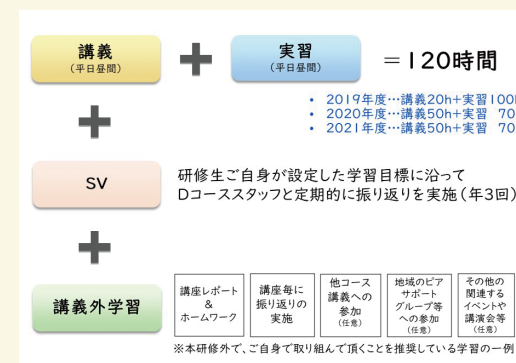 講義
(平日昼間)
実習
(平日昼間)
=120時間
• 2019年度…講義20h+実習100h
• 2020年度…講義50h+実習 70
• 2021年度…講義50h+実習 70
SV
研修生ご自身が設定した学習目標に沿って
Dコーススタッフと定期的に振り返りを実施(年3回)
講義外学習
講座レポート
&
ホームワーク
講座毎に
振り返りの
実施
他コース
講義への
参加
(任意)
地域のピア
サポート
グループ等
への参加
(任意)
その他の
関連する
イベントや
講演会等
(任意)
※本研修外で、ご自身で取り組んで頂くことを推奨している学習の一例